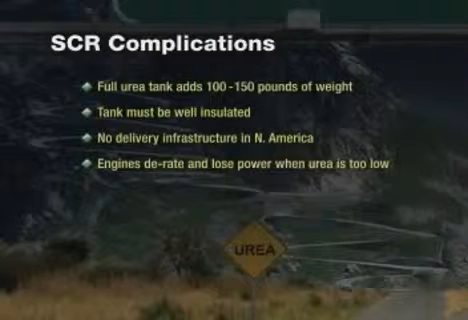 SCR Complications
Full urea tank adds 100-150 pounds of weight
Tank must be well insulated
No delivery infrastructure in N. America
Engines de-rate and lose power when urea is too low
UREA